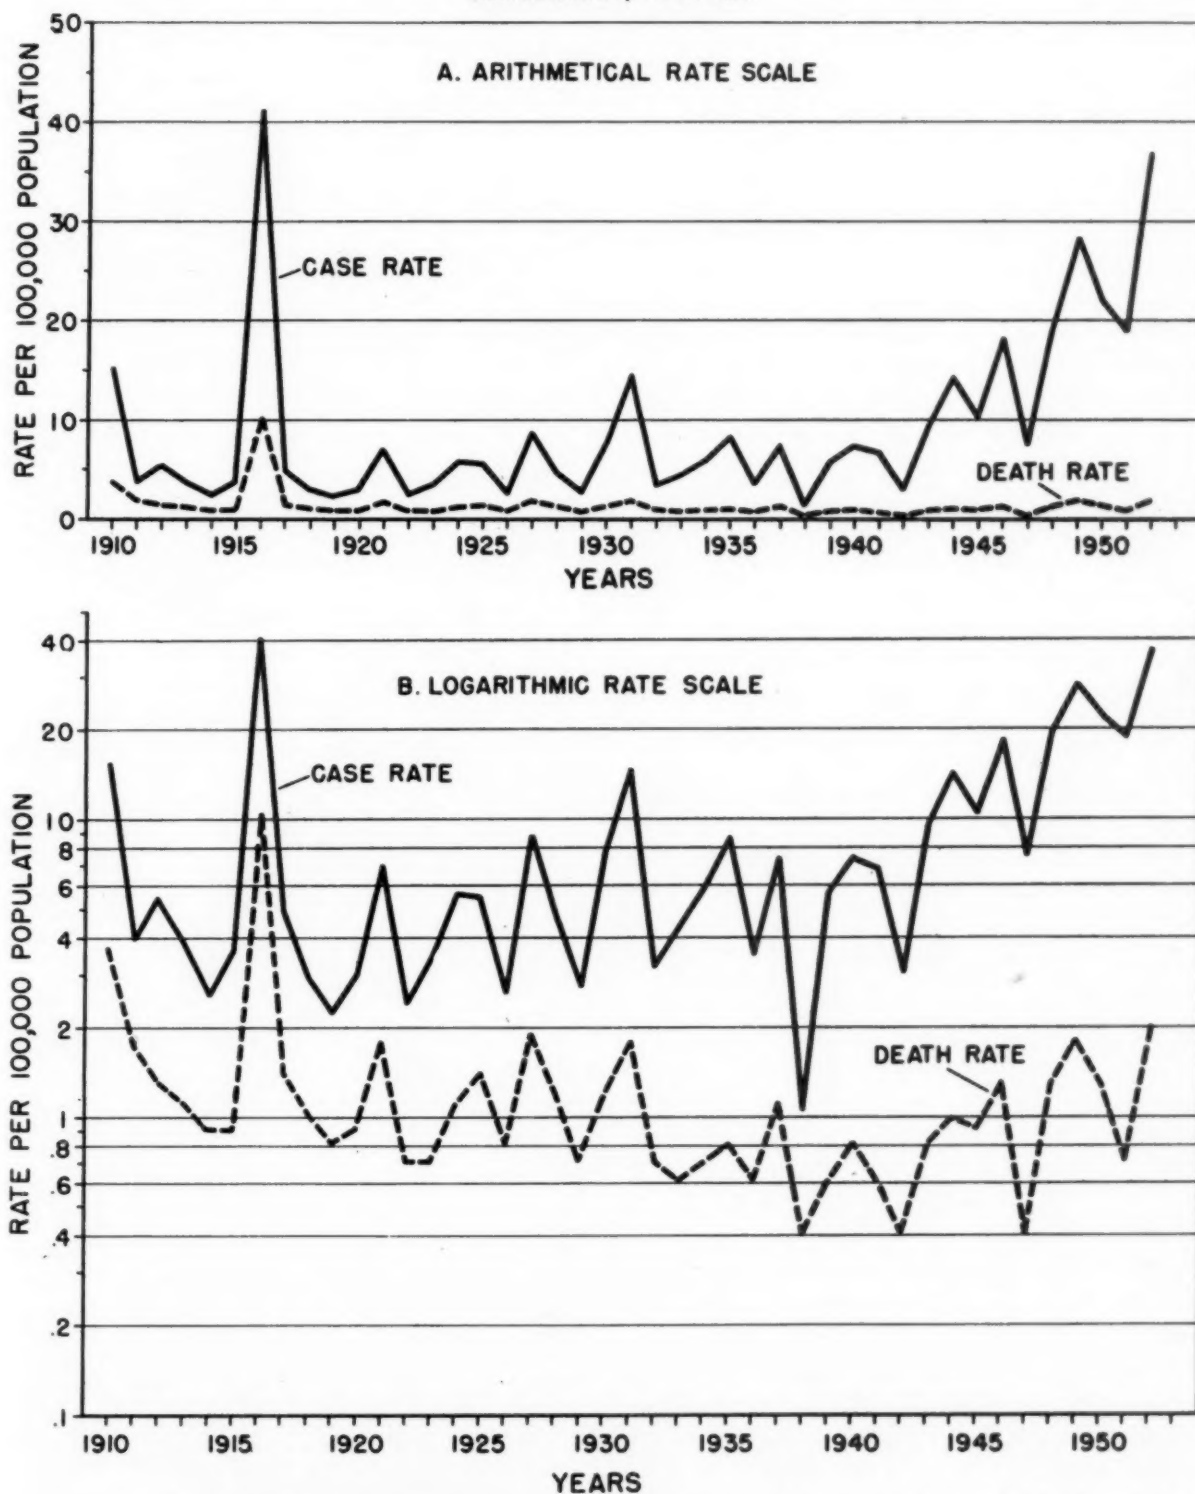 50
A. ARITHMETICAL RATE SCALE
40
30
CASE RATE
20
10
DEATH RATE
0
RATE PER 100,000 POPULATION
1910 1915 1920 1925 1930 1935 1940 1945 1950
YEARS
40
B. LOGARITHMIC RATE SCALE
20
CASE RATE
10
8
6
4
2
DEATH RATE
1
.8
.6
.4
.2
.1
RATE PER 100,000 POPULATION
1910 1915 1920 1925 1930 1935 1940 1945 1950
YEARS